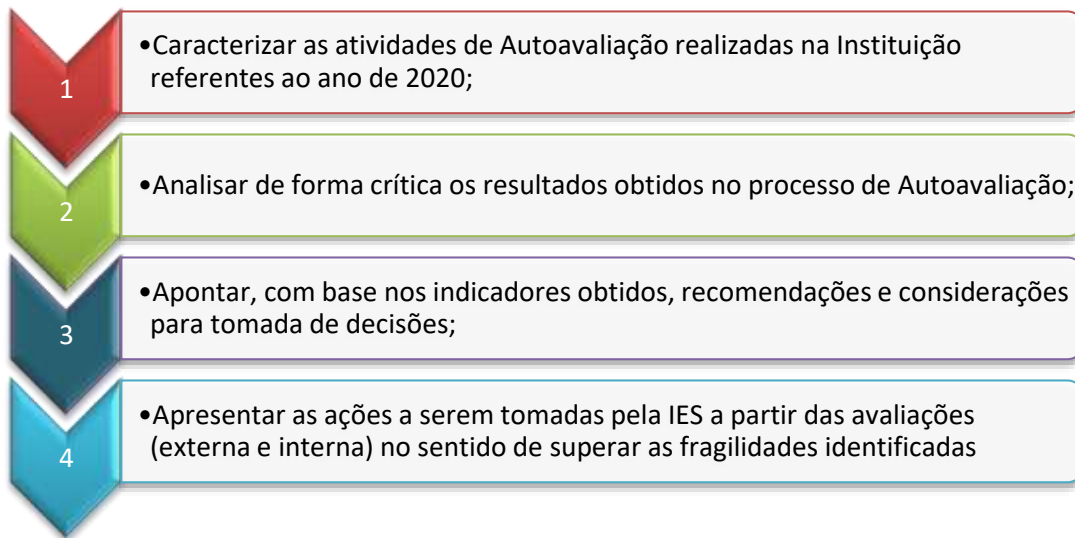 1
•Caracterizar as atividades de Autoavaliação realizadas na Instituição
referentes ao ano de 2020;
2
•Analisar de forma crítica os resultados obtidos no processo de Autoavaliação;
3
•Apontar, com base nos indicadores obtidos, recomendações e considerações
para tomada de decisões;
4
•Apresentar as ações a serem tomadas pela IES a partir das avaliações
(externa e interna) no sentido de superar as fragilidades identificadas